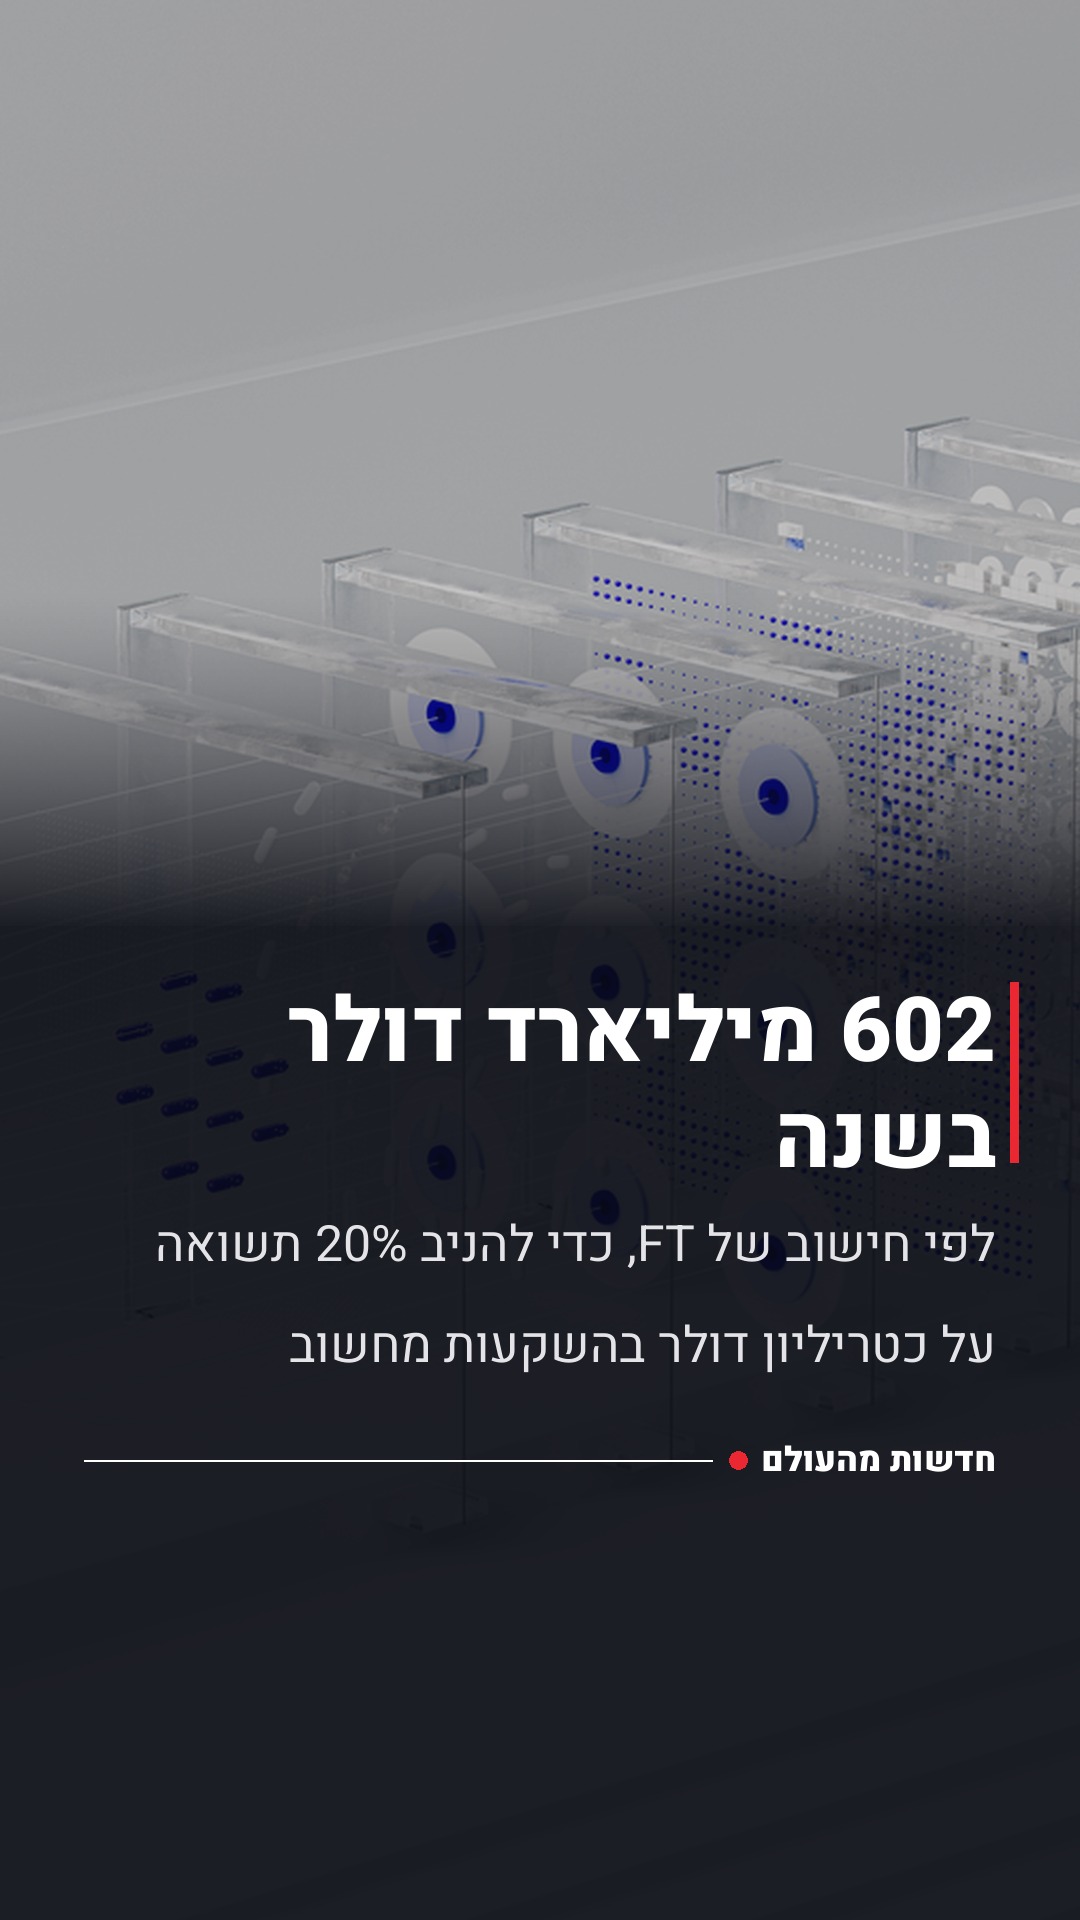 602 מיליארד דולר
בשנה
לפי חישוב של FT, כדי להניב 20% תשואה
על כטריליון דולר בהשקעות מחשוב
חדשות מהעולם